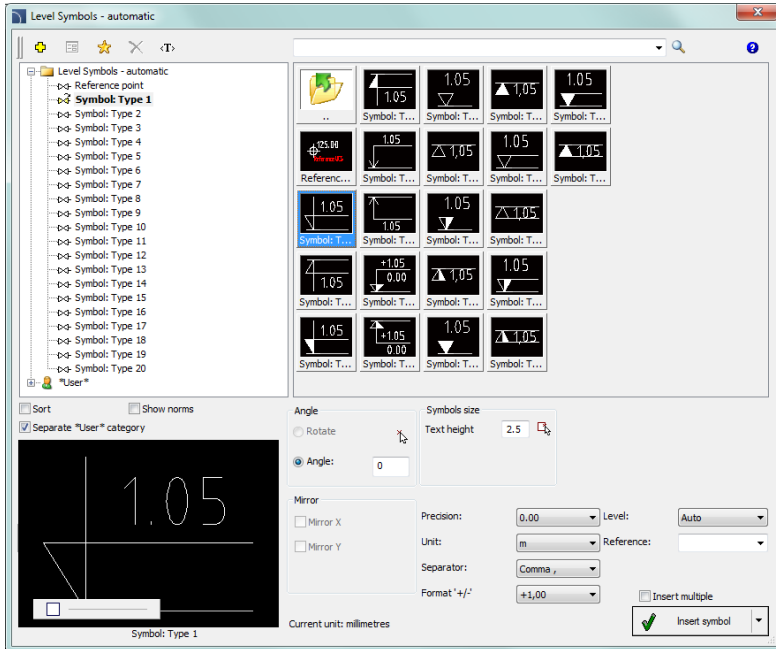 Level Symbols - automatic
<T>
Level Symbols - automatic
Reference point
Symbol: Type 1
Symbol: Type 2
Symbol: Type 3
Symbol: Type 4
Symbol: Type 5
Symbol: Type 6
Symbol: Type 7
Symbol: Type 8
Symbol: Type 9
Symbol: Type 10
Symbol: Type 11
Symbol: Type 12
Symbol: Type 13
Symbol: Type 14
Symbol: Type 15
Symbol: Type 16
Symbol: Type 17
Symbol: Type 18
Symbol: Type 19
Symbol: Type 20
*User*
1.05 1.05 1,05 1.05
.. Symbol: T... Symbol: T... Symbol: T... Symbol: T...
125.00 1.05 1,05 1.05 1,05
Referenc... Symbol: T... Symbol: T... Symbol: T... Symbol: T...
1.05 1.05 1.05 1,05
Symbol: T... Symbol: T... Symbol: T... Symbol: T...
1.05 +1.05 0.00 1,05 1.05
Symbol: T... Symbol: T... Symbol: T... Symbol: T...
1.05 +1.05 0.00 1.05 1,05
Symbol: T... Symbol: T... Symbol: T... Symbol: T...
Sort Show norms
Separate *User* category
1.05
Symbol: Type 1
Angle
Rotate
Angle: 0
Symbols size
Text height 2.5
Mirror
Mirror X
Mirror Y
Precision: 0.00 Level: Auto
Unit: m Reference:
Separator: Comma ,
Format '+/-' +1,00
Insert multiple
Current unit: millimetres
Insert symbol